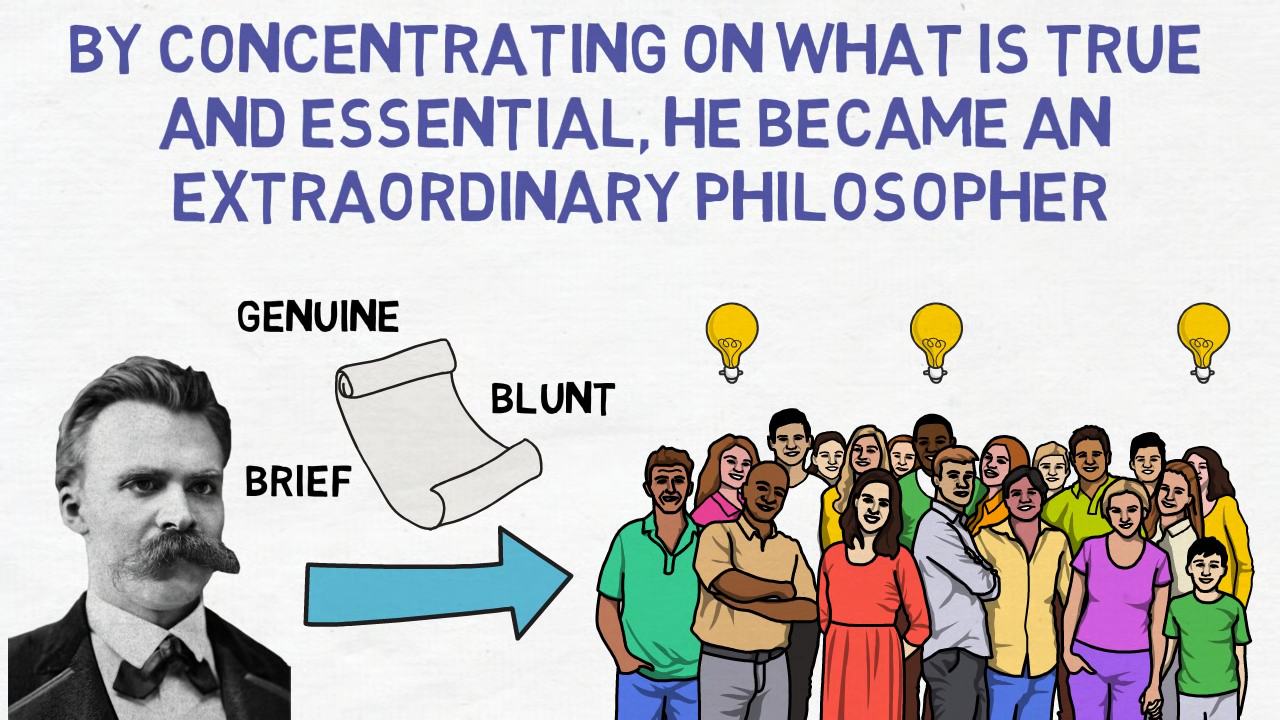 BY CONCENTRATING ON WHAT IS TRUE
AND ESSENTIAL, HE BECAME AN
EXTRAORDINARY PHILOSOPHER
GENUINE
BLUNT
BRIEF